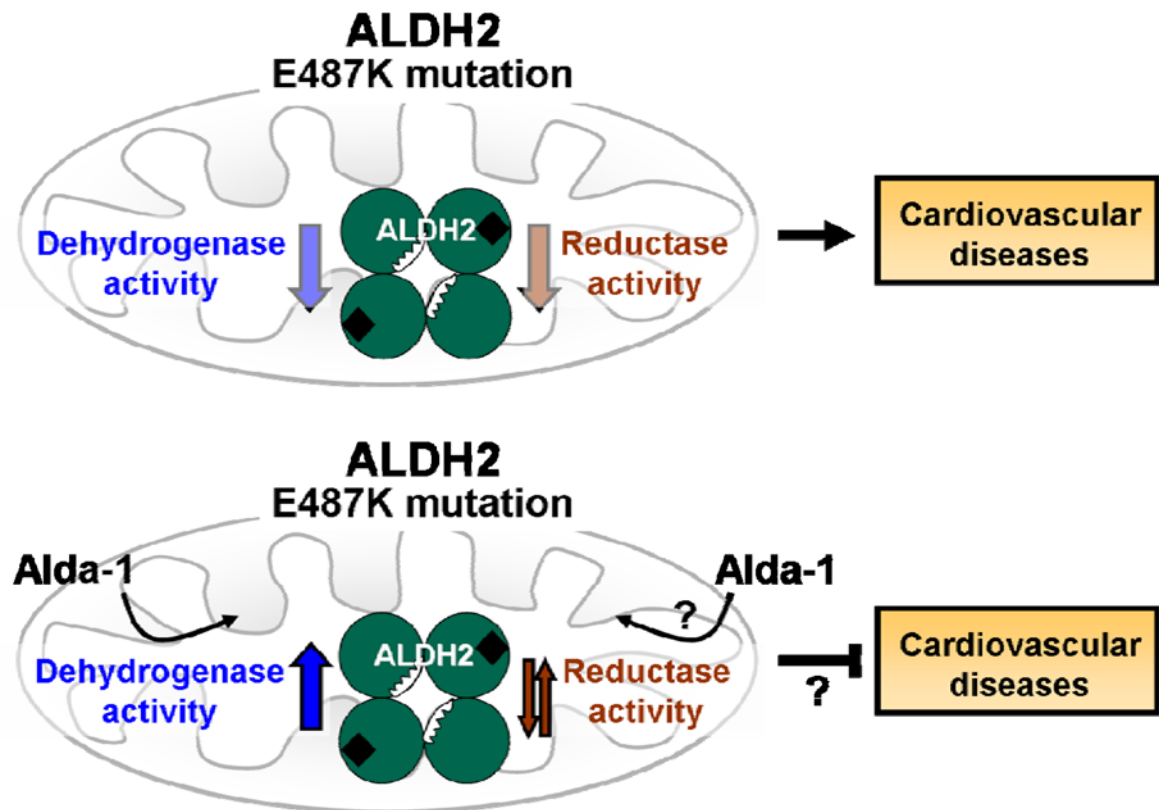 ALDH2
E487K mutation
Dehydrogenase
activity
ALDH2
Reductase
activity
Cardiovascular
diseases
ALDH2
E487K mutation
Alda-1
Alda-1
?
Dehydrogenase
activity
ALDH2
Reductase
activity
?
Cardiovascular
diseases